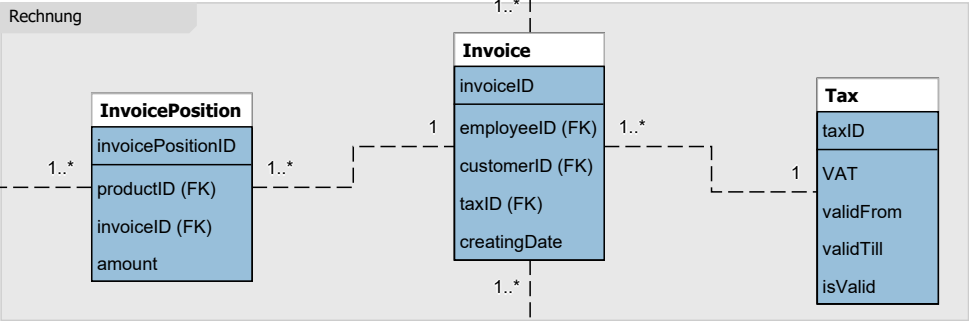 Rechnung
1..*
Invoice
invoiceID
employeeID (FK)
customerID (FK)
taxID (FK)
creatingDate
InvoicePosition
invoicePositionID
productID (FK)
invoiceID (FK)
amount
Tax
taxID
VAT
validFrom
validTill
isValid
1..*
1..*
1
1..*
1
1..*